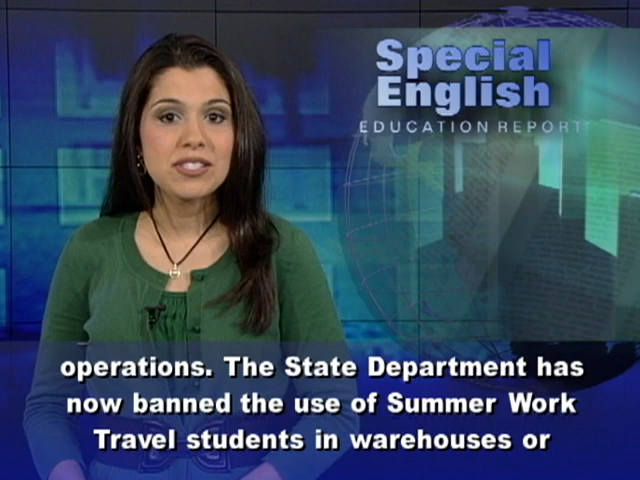 Special
English
EDUCATION REPORT
operations. The State Department has
now banned the use of Summer Work
Travel students in warehouses or